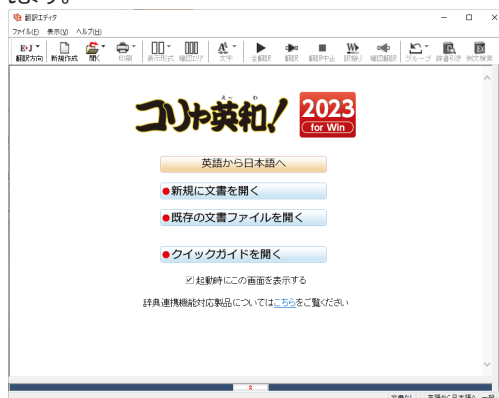 翻訳エディタ
ファイル(F) 表示(V) ヘルプ(H)
E▸J
翻訳方向 新規作成 開く 印刷 表示形式 確認エリア 文字 全翻訳 翻訳 翻訳中止 訳振り 確認翻訳 グループ 辞書引き 例文検索
コリャ英和! 2023
えーわ
for Win
英語から日本語へ
●新規に文書を開く
●既存の文書ファイルを開く
●クイックガイドを開く
起動時にこの画面を表示する
辞典連携機能対応製品についてはこちらをご覧ください